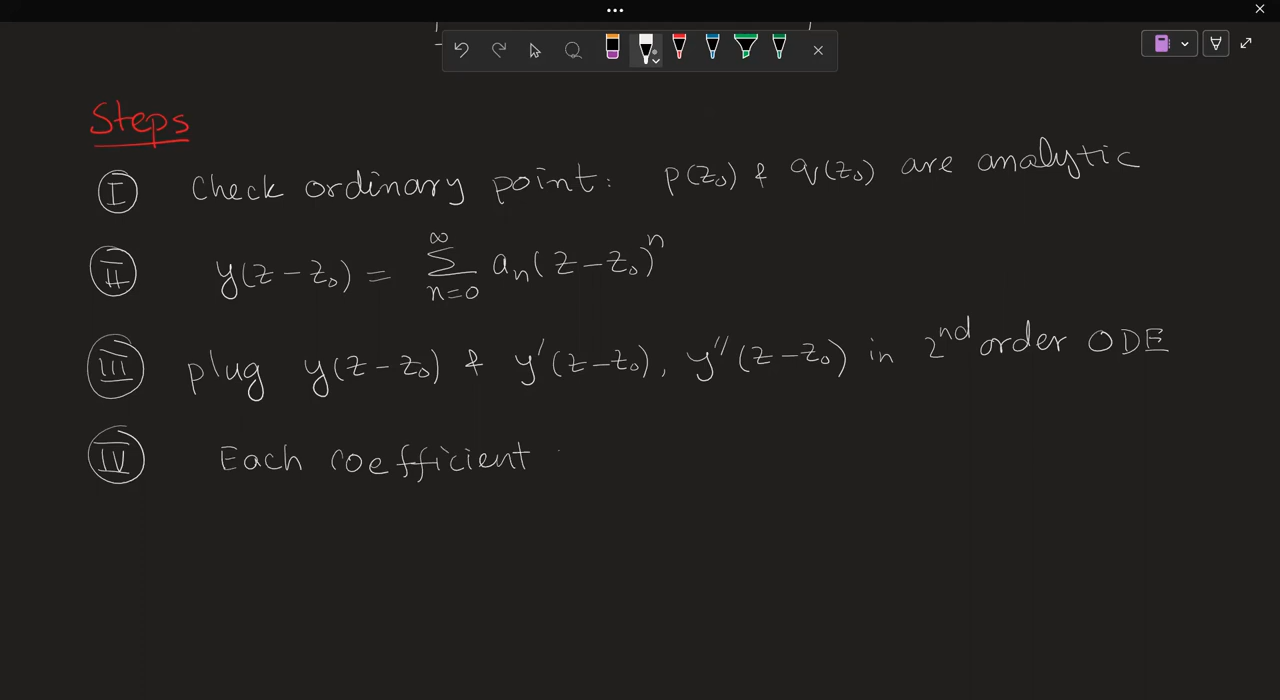 Steps
I Check ordinary point: p(z₀) & q(z₀) are analytic
II y(z-z₀) = ∑_{n=0}^{∞} aₙ(z-z₀)ⁿ
III plug y(z-z₀) & y'(z-z₀), y''(z-z₀) in 2ⁿᵈ order ODE
IV Each coefficient